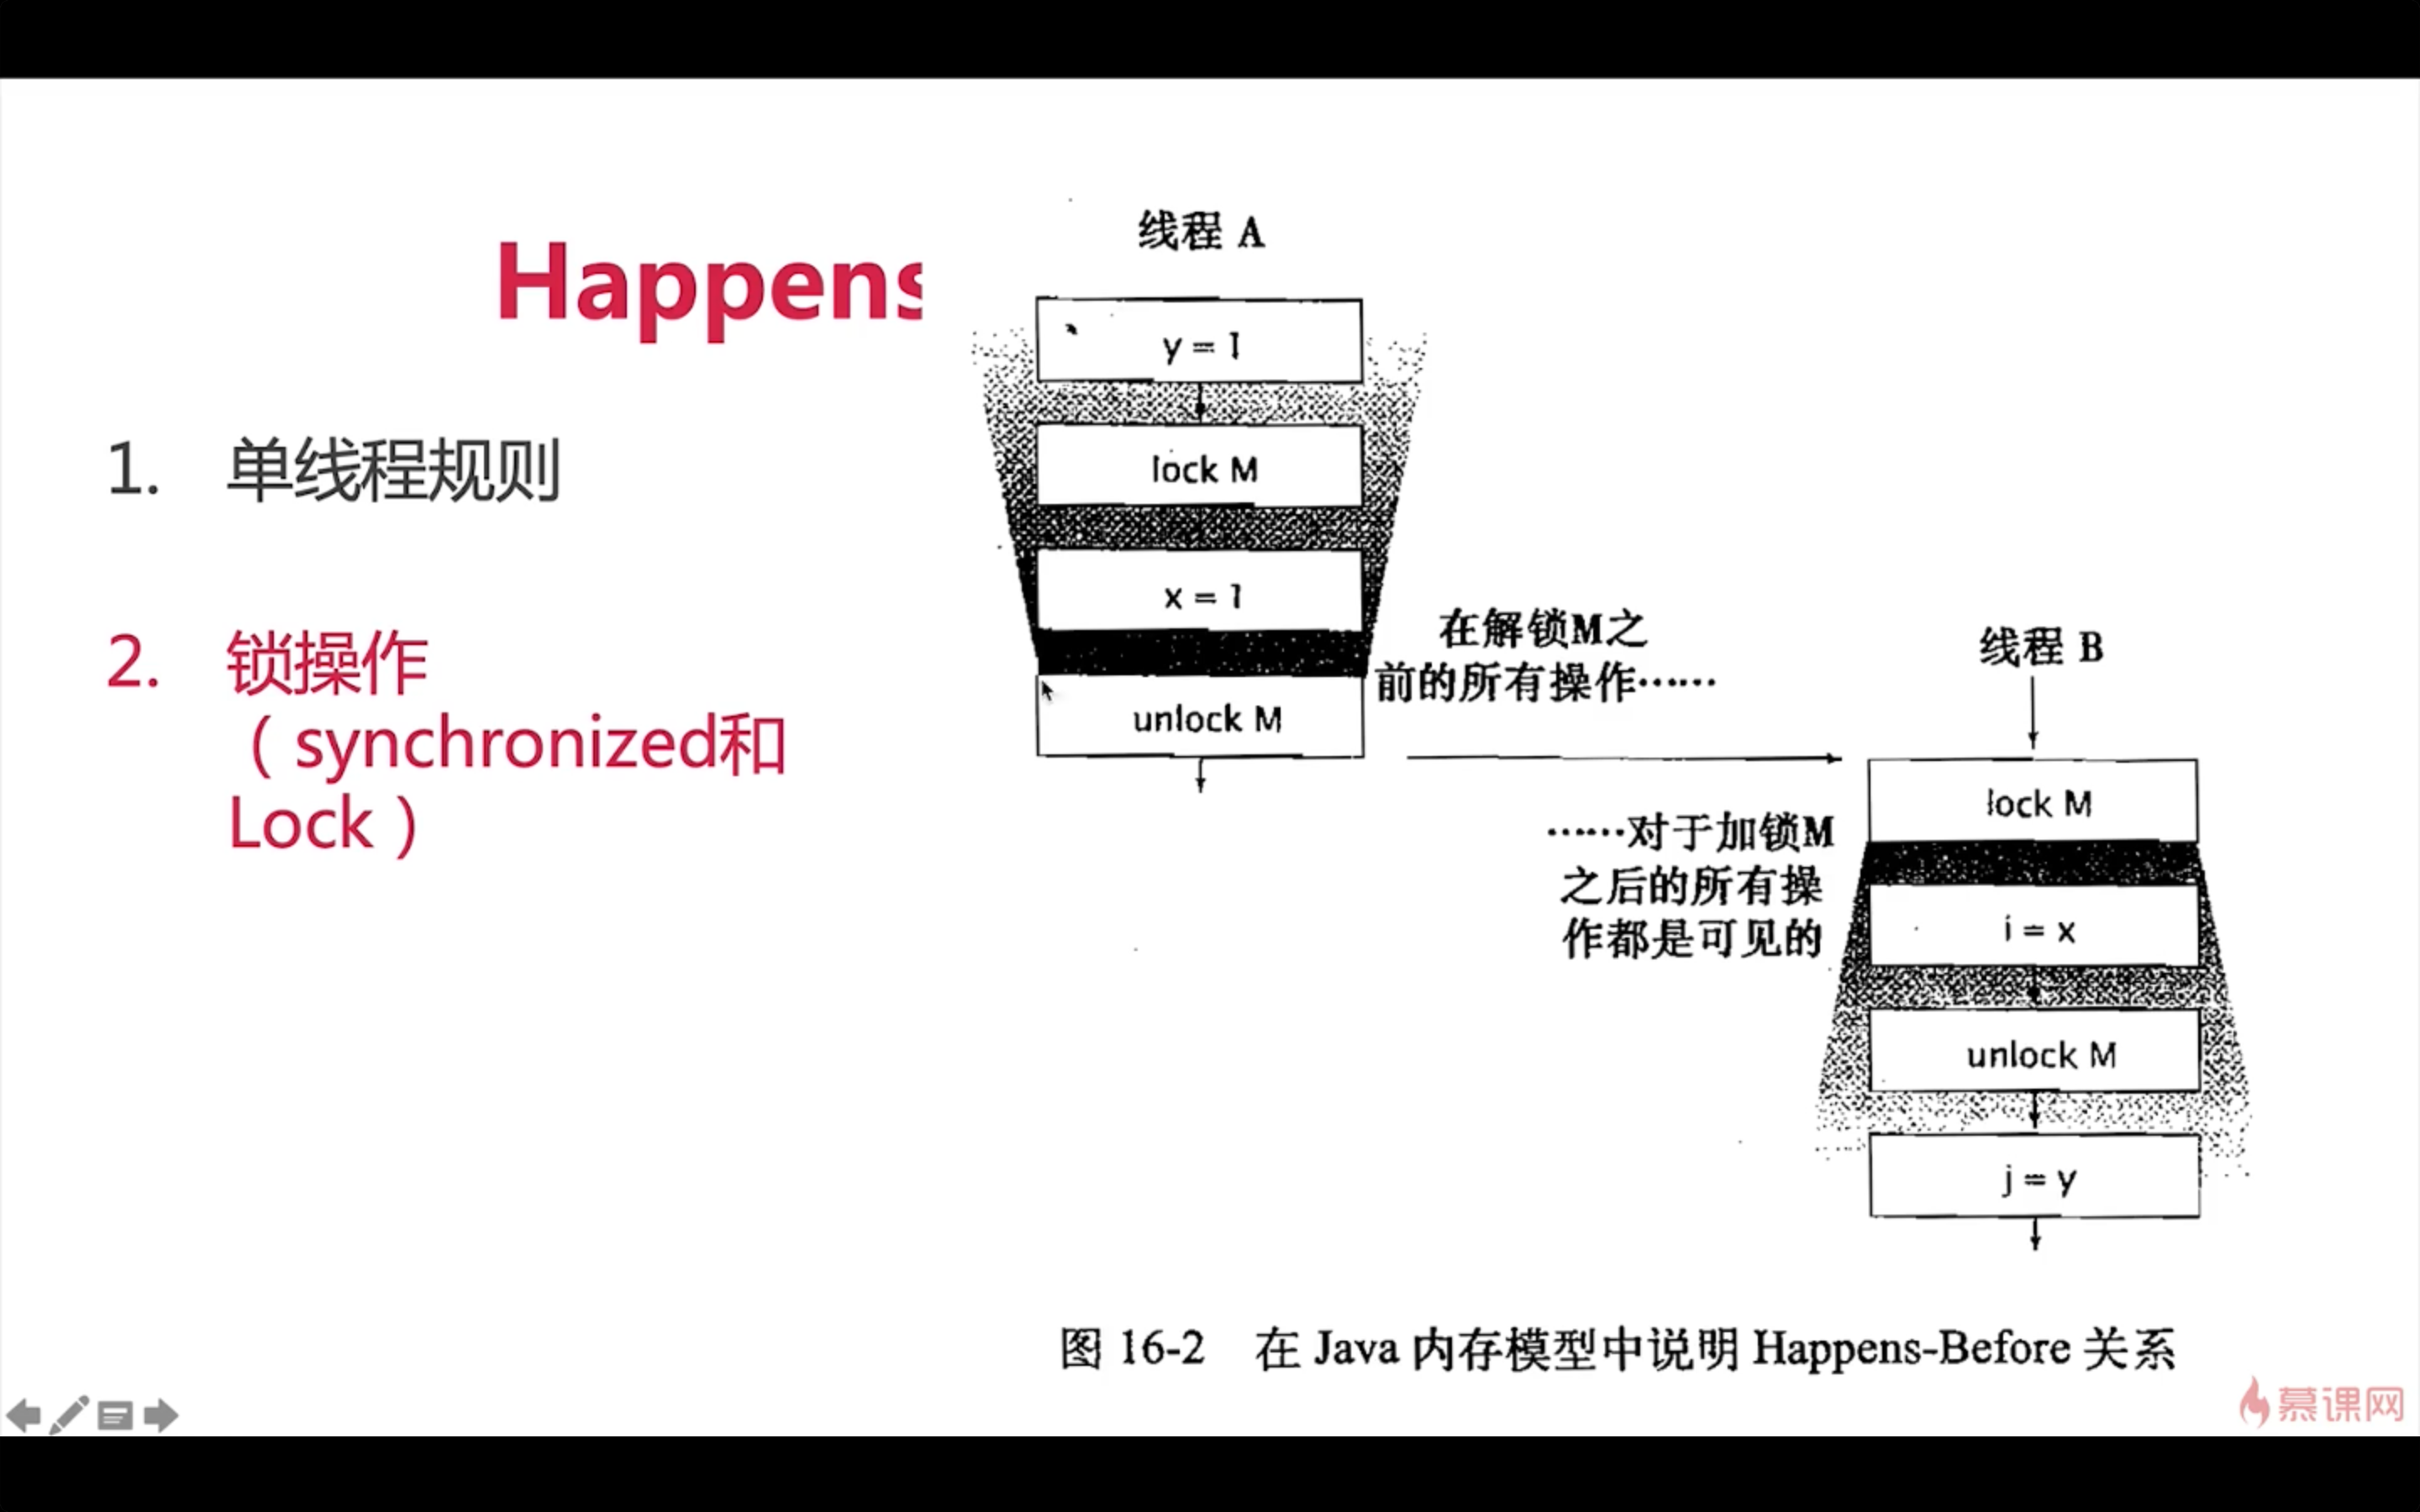 Happens
1. 单线程规则
2. 锁操作
（synchronized和
Lock）
线程 A
y = 1
lock M
x = 1
unlock M
在解锁M之
前的所有操作……
线程 B
……对于加锁M
之后的所有操
作都是可见的
lock M
i = x
unlock M
j = y
图 16-2 在 Java 内存模型中说明 Happens-Before 关系
慕课网